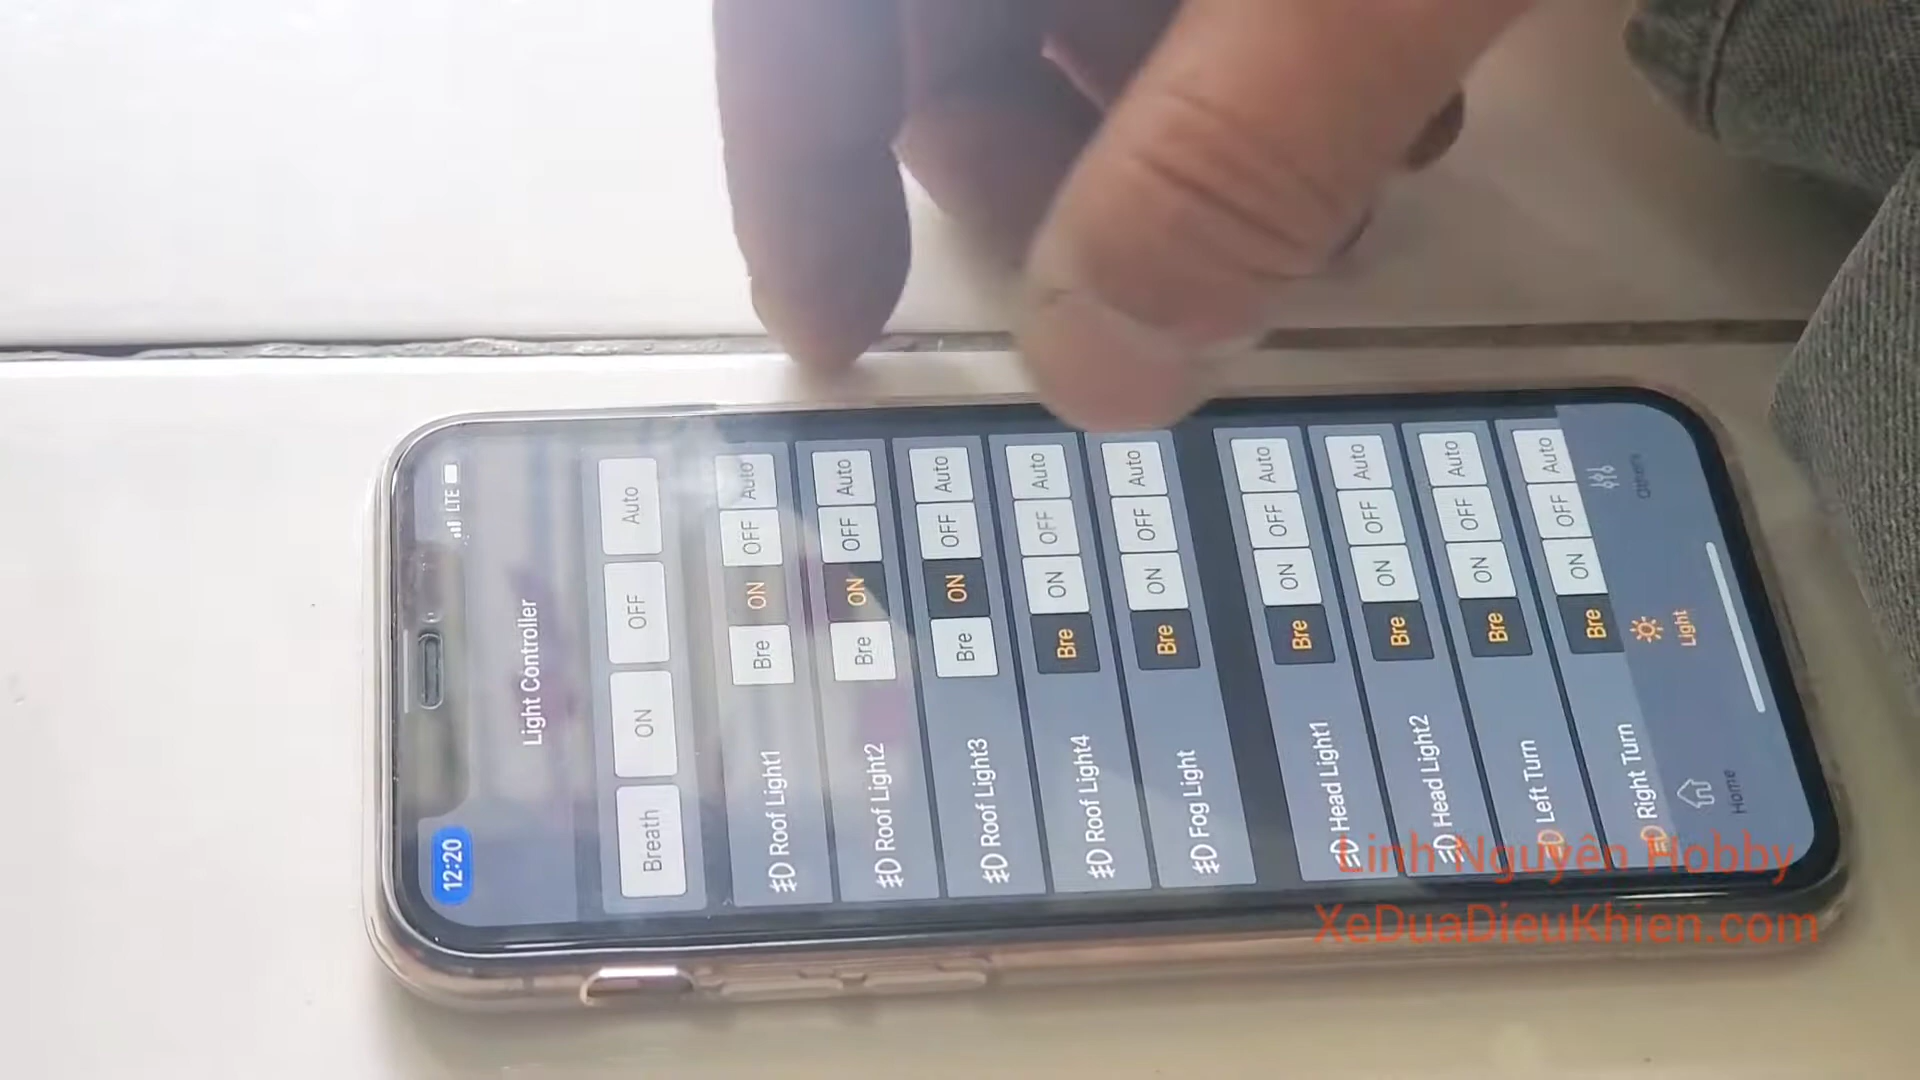 12:20
LTE
Light Controller
Breath ON OFF Auto
Roof Light1 Bre ON OFF Auto
Roof Light2 Bre ON OFF Auto
Roof Light3 Bre ON OFF Auto
Roof Light4 Bre ON OFF Auto
Fog Light Bre ON OFF Auto
Head Light1 Bre ON OFF Auto
Head Light2 Bre ON OFF Auto
Left Turn Bre ON OFF Auto
Right Turn Bre ON OFF Auto
Home Light
Linh Nguyên Hobby
XeDuaDieuKhien.com